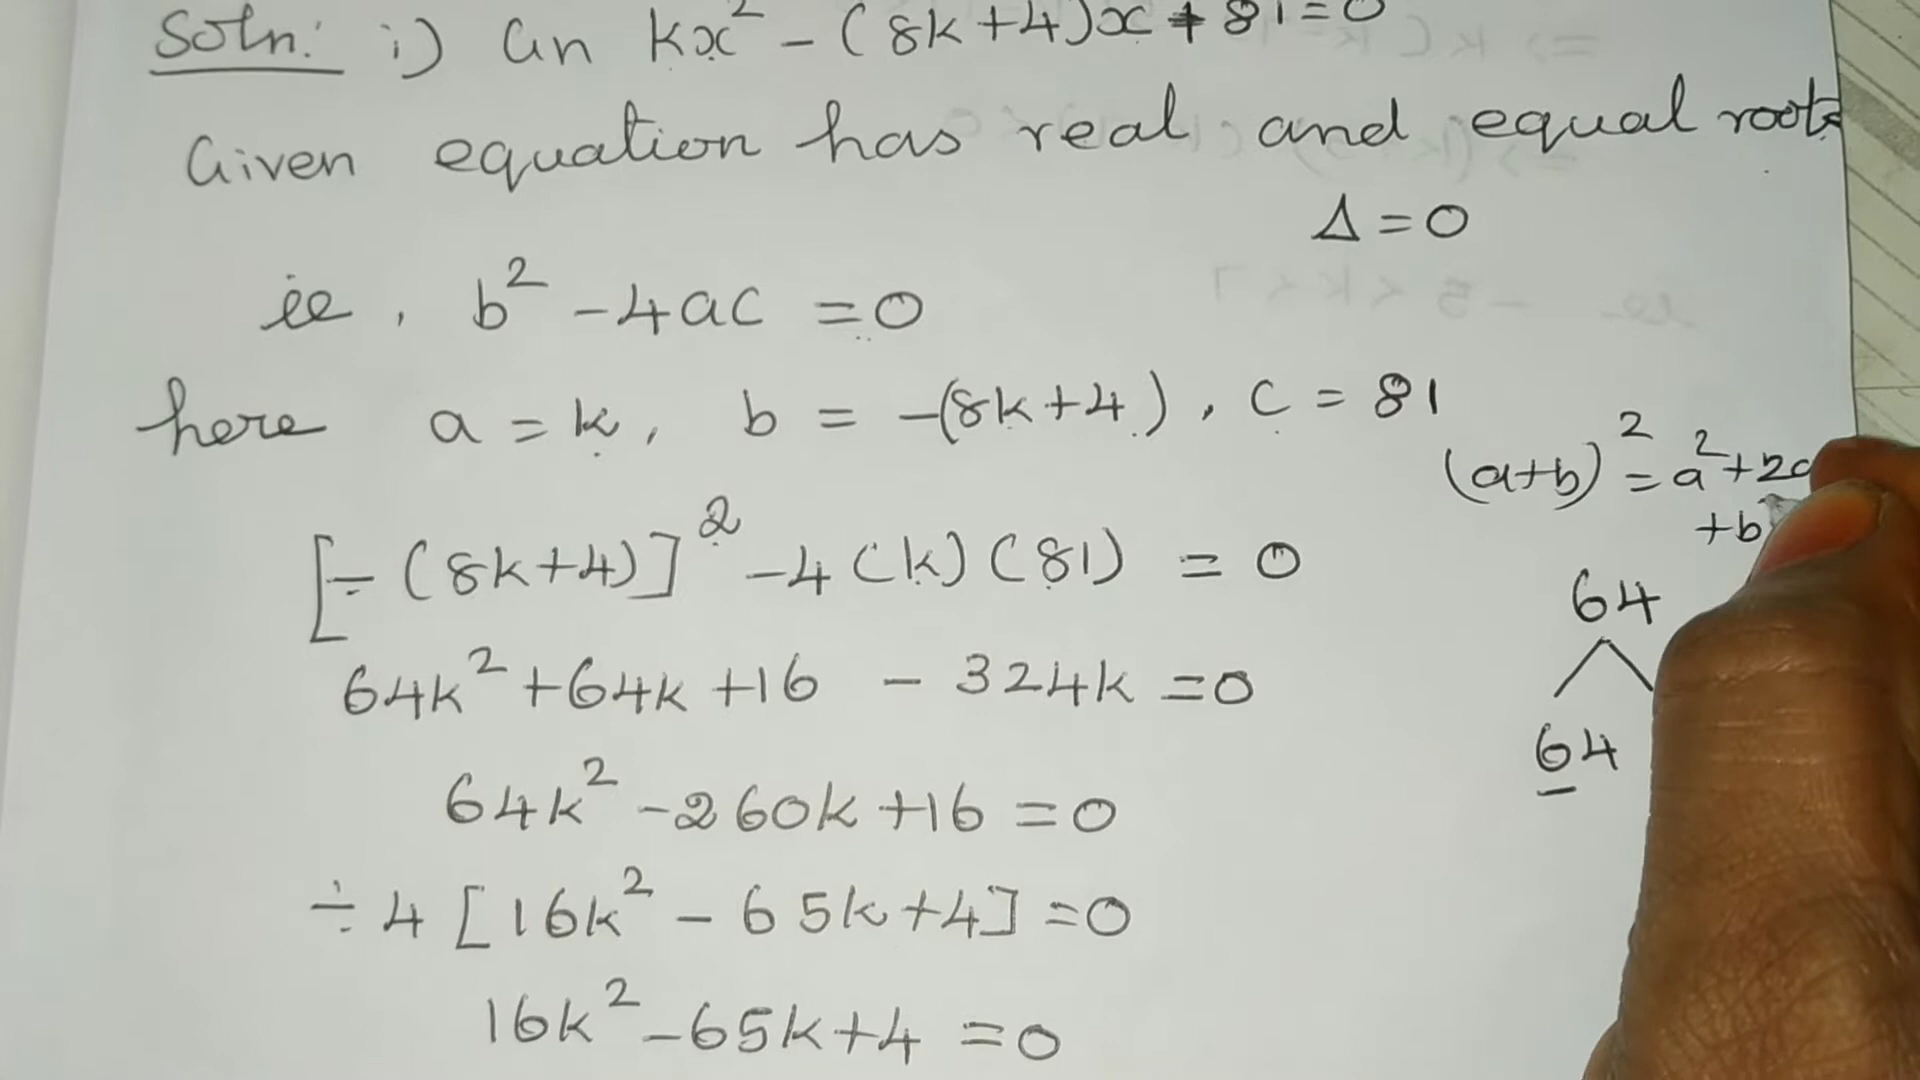 Soln: i) In kx² - (8k+4)x + 81 = 0
Given equation has real and equal roots
Δ = 0
ie, b² - 4ac = 0
here a = k, b = -(8k+4), c = 81
(a+b)² = a² + 2a
+b
[-(8k+4)]² - 4(k)(81) = 0
64
64k² + 64k + 16 - 324k = 0
64
64k² - 260k + 16 = 0
÷ 4 [16k² - 65k + 4] = 0
16k² - 65k + 4 = 0